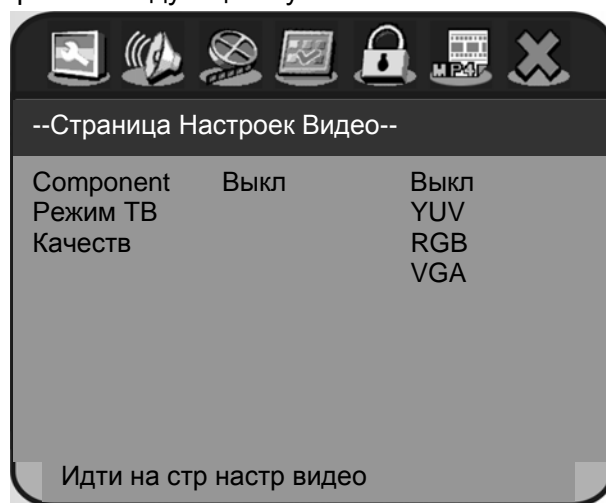 --Страница Настроек Видео--
Component Выкл Выкл
Режим ТВ YUV
Качеств RGB
VGA
Идти на стр настр видео